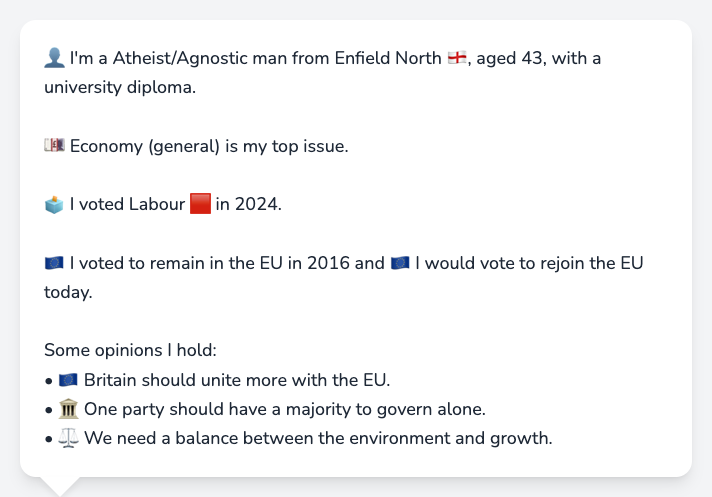 👤 I'm a Atheist/Agnostic man from Enfield North 🏴󠁧󠁢󠁥󠁮󠁧󠁿, aged 43, with a
university diploma.
💷 Economy (general) is my top issue.
🗳️ I voted Labour 🟥 in 2024.
🇪🇺 I voted to remain in the EU in 2016 and 🇪🇺 I would vote to rejoin the EU
today.
Some opinions I hold:
• 🇪🇺 Britain should unite more with the EU.
• 🏛️ One party should have a majority to govern alone.
• ⚖️ We need a balance between the environment and growth.